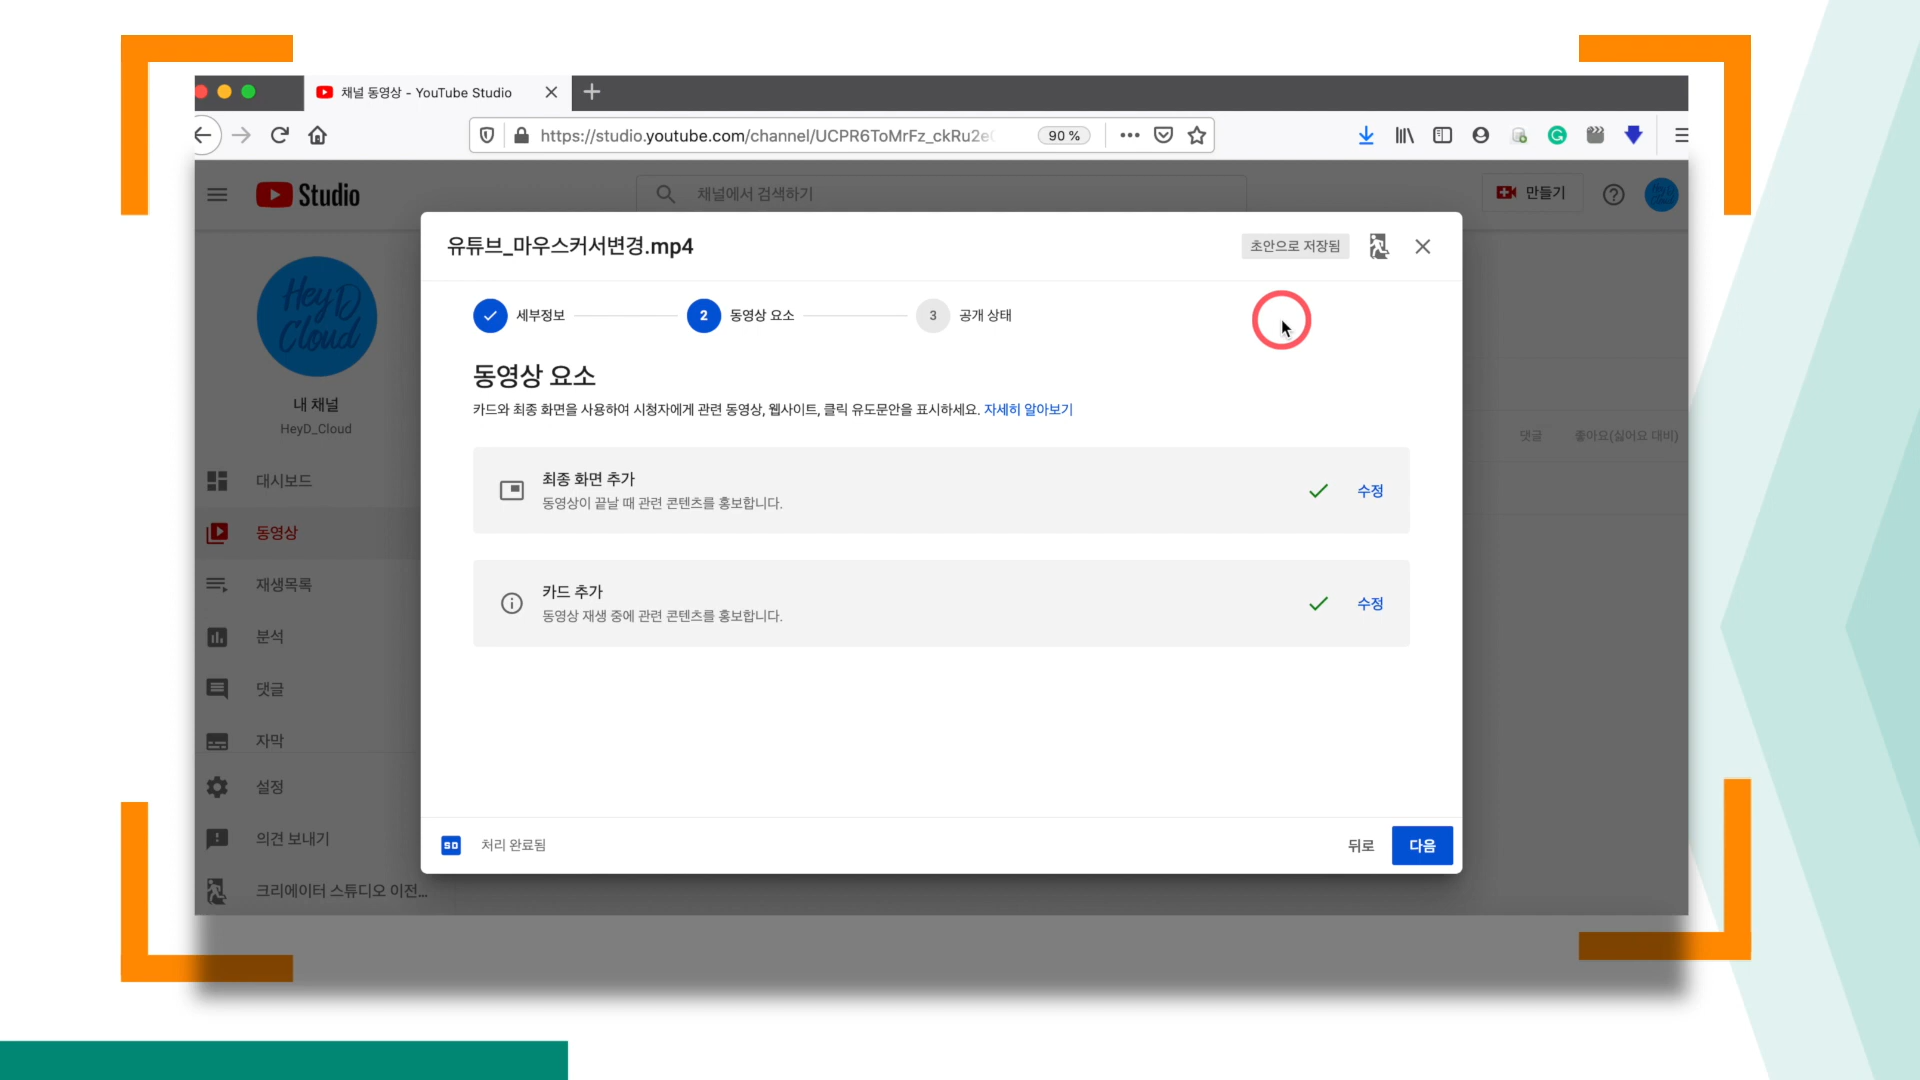 채널 동영상 - YouTube Studio
https://studio.youtube.com/channel/UCPR6ToMrFz_ckRu2e
90 %
Studio
채널에서 검색하기
만들기
유튜브_마우스커서변경.mp4
초안으로 저장됨
HeyD
Cloud
세부정보
2
동영상 요소
3
공개 상태
동영상 요소
카드와 최종 화면을 사용하여 시청자에게 관련 동영상, 웹사이트, 클릭 유도문안을 표시하세요. 자세히 알아보기
내 채널
HeyD_Cloud
댓글
좋아요(싫어요 대비)
최종 화면 추가
동영상이 끝날 때 관련 콘텐츠를 홍보합니다.
수정
카드 추가
동영상 재생 중에 관련 콘텐츠를 홍보합니다.
수정
대시보드
동영상
재생목록
분석
댓글
자막
설정
의견 보내기
크리에이터 스튜디오 이전...
SD
처리 완료됨
뒤로
다음